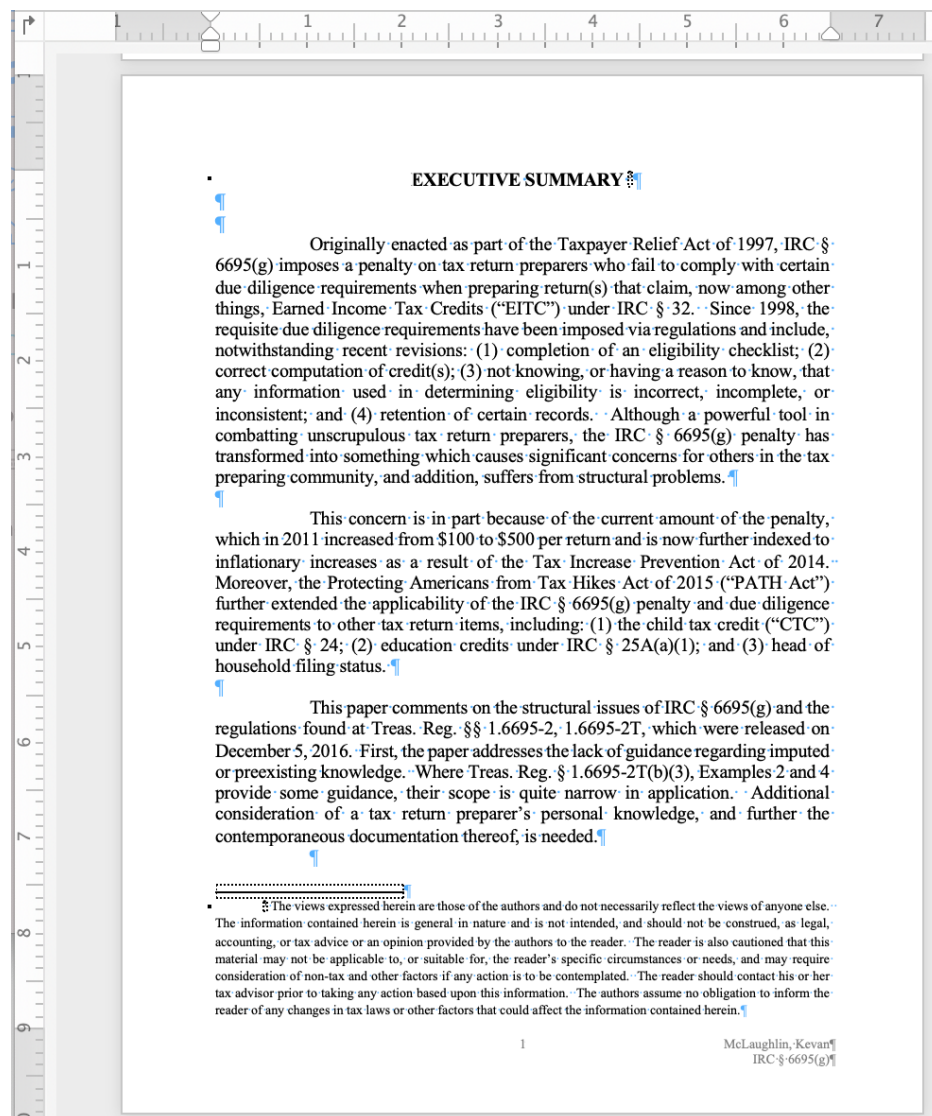 1 1 2 3 4 5 6 7
1
EXECUTIVE SUMMARY
Originally enacted as part of the Taxpayer Relief Act of 1997, IRC §
6695(g) imposes a penalty on tax return preparers who fail to comply with certain
due diligence requirements when preparing return(s) that claim, now among other
things, Earned Income Tax Credits (“EITC”) under IRC § 32. Since 1998, the
requisite due diligence requirements have been imposed via regulations and include,
notwithstanding recent revisions: (1) completion of an eligibility checklist; (2)
correct computation of credit(s); (3) not knowing, or having a reason to know, that
any information used in determining eligibility is incorrect, incomplete, or
inconsistent; and (4) retention of certain records. Although a powerful tool in
combatting unscrupulous tax return preparers, the IRC § 6695(g) penalty has
transformed into something which causes significant concerns for others in the tax
preparing community, and addition, suffers from structural problems.
This concern is in part because of the current amount of the penalty,
which in 2011 increased from $100 to $500 per return and is now further indexed to
inflationary increases as a result of the Tax Increase Prevention Act of 2014.
Moreover, the Protecting Americans from Tax Hikes Act of 2015 (“PATH Act”)
further extended the applicability of the IRC § 6695(g) penalty and due diligence
requirements to other tax return items, including: (1) the child tax credit (“CTC”)
under IRC § 24; (2) education credits under IRC § 25A(a)(1); and (3) head of
household filing status.
This paper comments on the structural issues of IRC § 6695(g) and the
regulations found at Treas. Reg. §§ 1.6695-2, 1.6695-2T, which were released on
December 5, 2016. First, the paper addresses the lack of guidance regarding imputed
or preexisting knowledge. Where Treas. Reg. § 1.6695-2T(b)(3), Examples 2 and 4
provide some guidance, their scope is quite narrow in application. Additional
consideration of a tax return preparer’s personal knowledge, and further the
contemporaneous documentation thereof, is needed.
The views expressed herein are those of the authors and do not necessarily reflect the views of anyone else.
The information contained herein is general in nature and is not intended, and should not be construed, as legal,
accounting, or tax advice or an opinion provided by the authors to the reader. The reader is also cautioned that this
material may not be applicable to, or suitable for, the reader’s specific circumstances or needs, and may require
consideration of non-tax and other factors if any action is to be contemplated. The reader should contact his or her
tax advisor prior to taking any action based upon this information. The authors assume no obligation to inform the
reader of any changes in tax laws or other factors that could affect the information contained herein.
1
McLaughlin, Kevan
IRC § 6695(g)
1
2
3
4
5
6
7
8
9